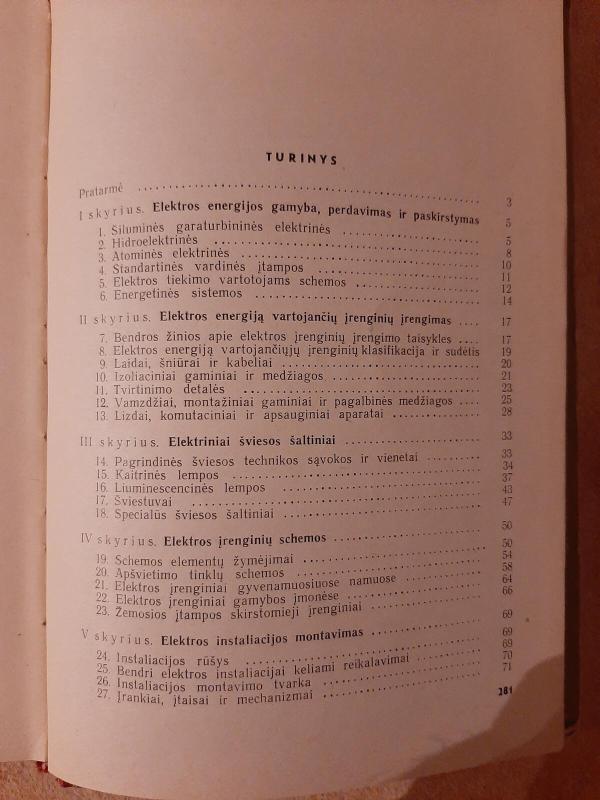 TURINYS
Pratarmė . . . . . . . . . . . . . . . . . . . . 3
I skyrius. Elektros energijos gamyba, perdavimas ir paskirstymas 5
1. Šiluminės garaturbininės elektrinės . . . . . . . . . . 5
2. Hidroelektrinės . . . . . . . . . . . . . . . . . . . . 8
3. Atominės elektrinės . . . . . . . . . . . . . . . . . . . . 10
4. Standartinės vardinės įtampos . . . . . . . . . . . . . . . 11
5. Elektros tiekimo vartotojams schemos . . . . . . . . . . 12
6. Energetinės sistemos . . . . . . . . . . . . . . . . . . . . 14
II skyrius. Elektros energiją vartojančių įrenginių įrengimas . . . . 17
7. Bendros žinios apie elektros įrenginių įrengimo taisykles . . . . 17
8. Elektros energiją vartojančiųjų įrenginių klasifikacija ir sudėtis 19
9. Laidai, šniūrai ir kabeliai . . . . . . . . . . . . . . . 20
10. Izoliaciniai gaminiai ir medžiagos . . . . . . . . . . 21
11. Tvirtinimo detalės . . . . . . . . . . . . . . . . . . . . 23
12. Vamzdžiai, montažiniai gaminiai ir pagalbinės medžiagos . . . . 25
13. Lizdai, komutaciniai ir apsauginiai aparatai . . . . . . . . . . 28
III skyrius. Elektriniai šviesos šaltiniai . . . . . . . . . . 33
14. Pagrindinės šviesos technikos sąvokos ir vienetai . . . . . . 33
15. Kaitrinės lempos . . . . . . . . . . . . . . . . . . . . 34
16. Liuminescencinės lempos . . . . . . . . . . . . . . . 37
17. Šviestuvai . . . . . . . . . . . . . . . . . . . . 43
18. Specialūs šviesos šaltiniai . . . . . . . . . . . . . . . 47
IV skyrius. Elektros įrenginių schemos . . . . . . . . . . 50
19. Schemos elementų žymėjimai . . . . . . . . . . . . . . . 50
20. Apšvietimo tinklų schemos . . . . . . . . . . . . . . . 54
21. Elektros įrenginiai gyvenamuosiuose namuose . . . . . . . . 58
22. Elektros įrenginiai gamybos įmonėse . . . . . . . . . . 64
23. Žemosios įtampos skirstomieji įrenginiai . . . . . . . . . . 66
V skyrius. Elektros instaliacijos montavimas . . . . . . . . . . 69
24. Instaliacijos rūšys . . . . . . . . . . . . . . . 69
25. Bendri elektros instaliacijai keliami reikalavimai . . . . . . 69
26. Instaliacijos montavimo tvarka . . . . . . . . . . . . . . . 70
27. Įrankiai, įtaisai ir mechanizmai . . . . . . . . . . . . . . . 71
281